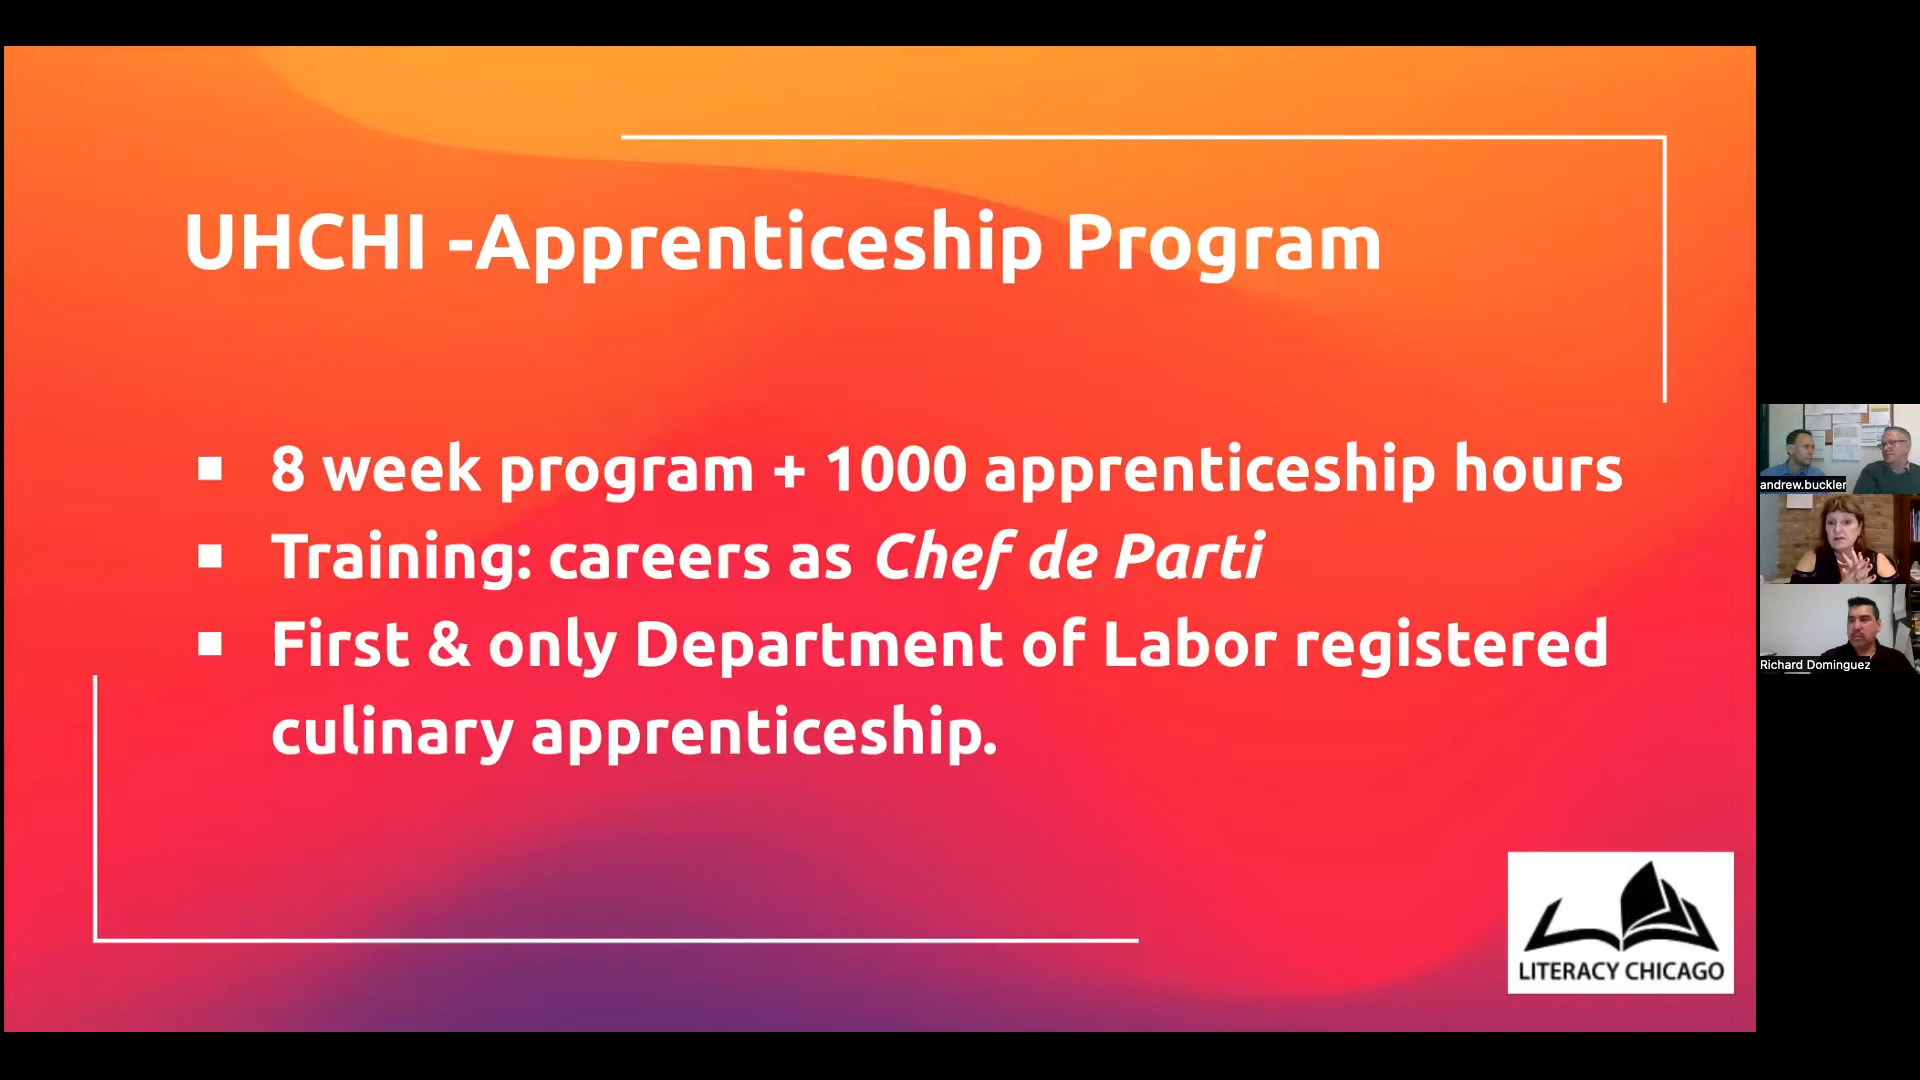 UHCHI -Apprenticeship Program
▪ 8 week program + 1000 apprenticeship hours
▪ Training: careers as Chef de Parti
▪ First & only Department of Labor registered
culinary apprenticeship.
LITERACY CHICAGO
andrew.buckler
Richard Dominguez